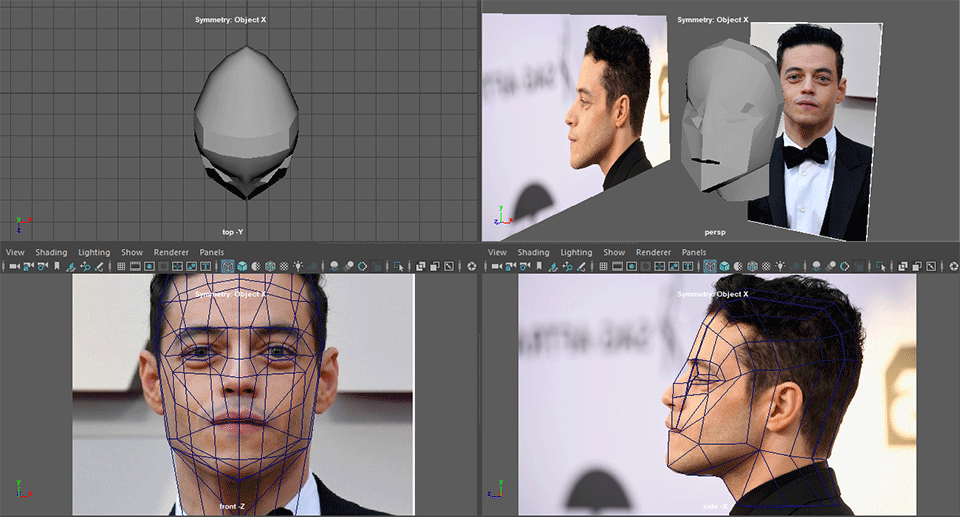 Symmetry: Object X
top -Y
Symmetry: Object X
persp
View Shading Lighting Show Renderer Panels
Symmetry: Object X
front -Z
View Shading Lighting Show Renderer Panels
Symmetry: Object X
side -X